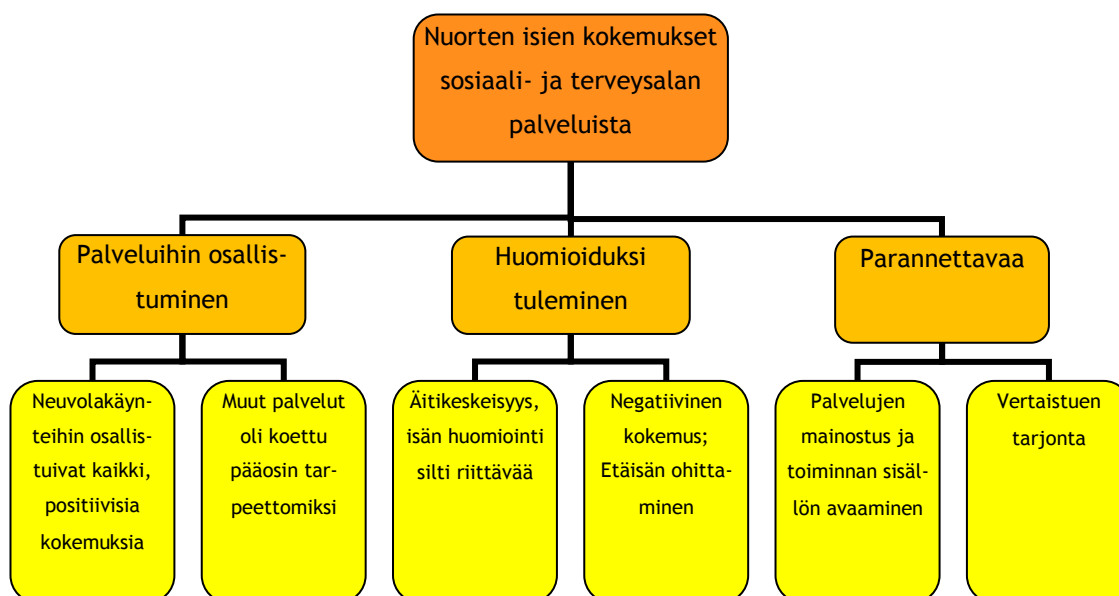 Nuorten isien kokemukset
sosiaali- ja terveysalan
palveluista
Palveluihin osallis-
tuminen
Huomioiduksi
tuleminen
Parannettavaa
Neuvolakäyn-
teihin osallis-
tuivat kaikki,
positiivisia
kokemuksia
Muut palvelut
oli koettu
pääosin tar-
peettomiksi
Äitikeskeisyys,
isän huomiointi
silti riittävää
Negatiivinen
kokemus;
Etäisän ohitta-
minen
Palvelujen
mainostus ja
toiminnan sisäl-
lön avaaminen
Vertaistuen
tarjonta